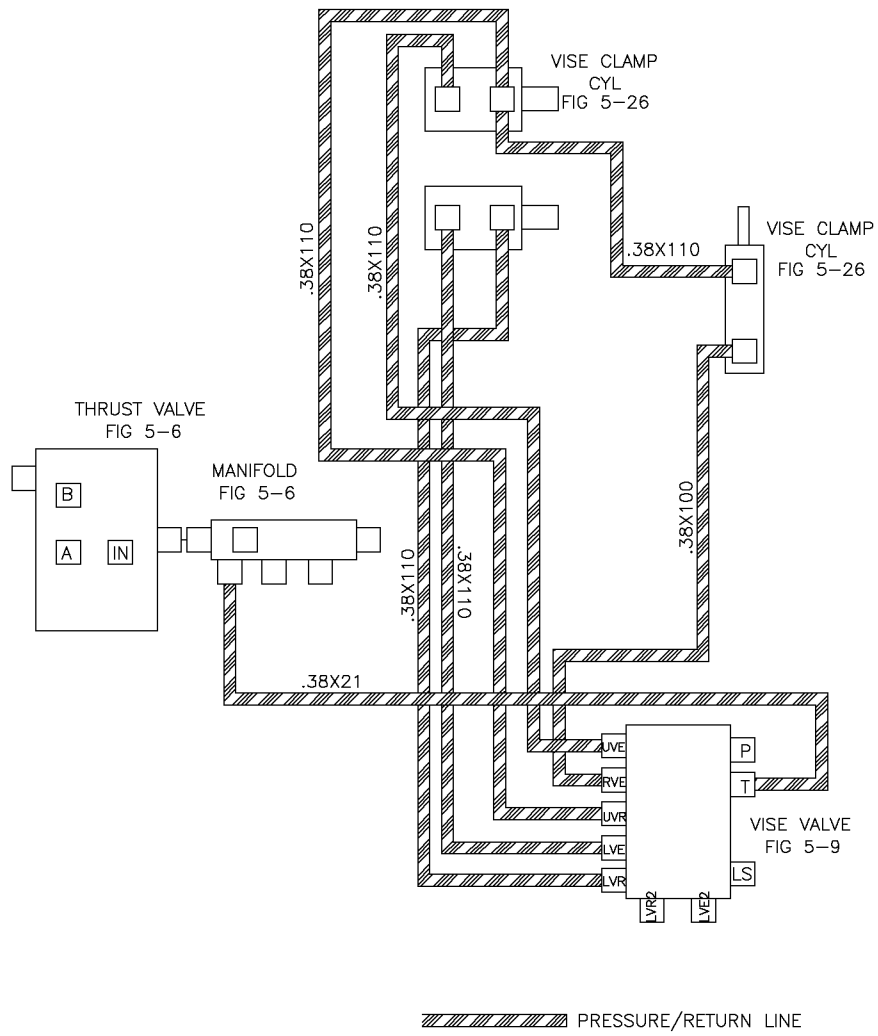 VISE CLAMP
CYL
FIG 5-26
VISE CLAMP
CYL
FIG 5-26
.38X110
.38X110
.38X110
THRUST VALVE
FIG 5-6
B
A
IN
MANIFOLD
FIG 5-6
.38X110
.38X110
.38X100
.38X21
UVE
RVE
UVR
LVE
LVR
P
T
LS
LVR2
LVE2
VISE VALVE
FIG 5-9
PRESSURE/RETURN LINE